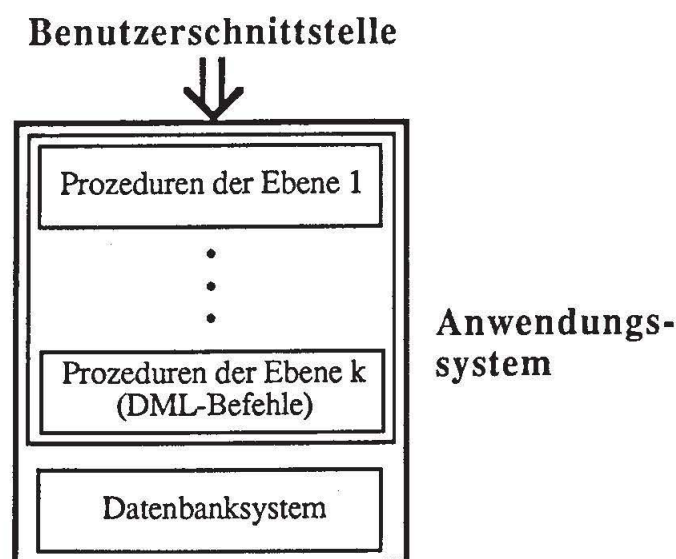 Benutzerschnittstelle
Prozeduren der Ebene 1
Anwendungs-
system
Prozeduren der Ebene k
(DML-Befehle)
Datenbanksystem